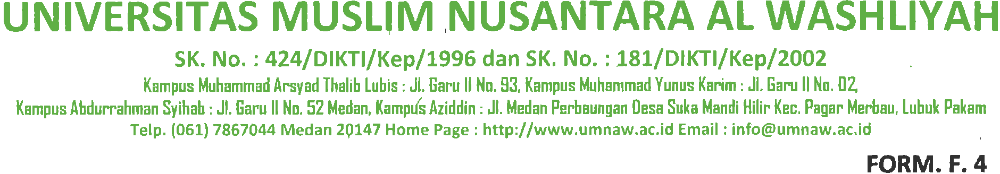 UNIVERSITAS MUSLIM NUSANTARA AL WASHLIYAH
SK. No. : 424/DIKTI/Kep/1996 dan SK. No. : 181/DIKTI/Kep/2002
Kampus Muhammad Arsyad Thalib Lubis : Jl. Garu II No. 93, Kampus Muhammad Yunus Karim : Jl. Garu II No. 02,
Kampus Abdurrahman Syihab : Jl. Garu II No. 52 Medan, Kampus Aziddin : Jl. Medan Perbaungan Desa Suka Mandi Hilir Kec. Pagar Merbau, Lubuk Pakam
Telp. (061) 7867044 Medan 20147 Home Page : http://www.umnaw.ac.id Email : info@umnaw.ac.id
FORM. F. 4